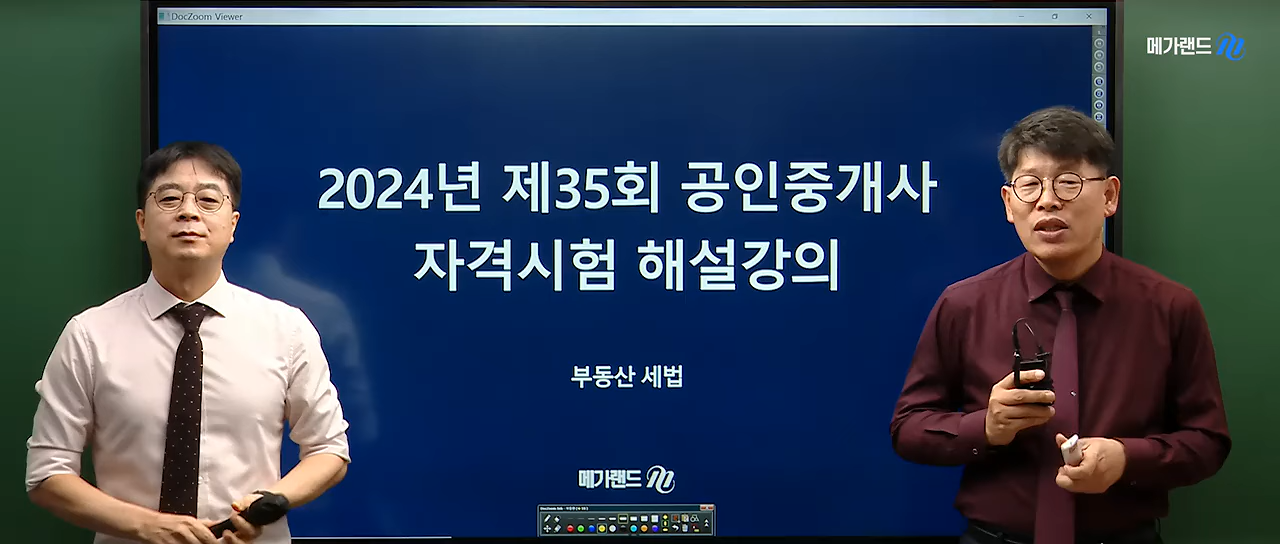 DocZoom Viewer
메가랜드
2024년 제35회 공인중개사
자격시험 해설강의
부동산 세법
메가랜드